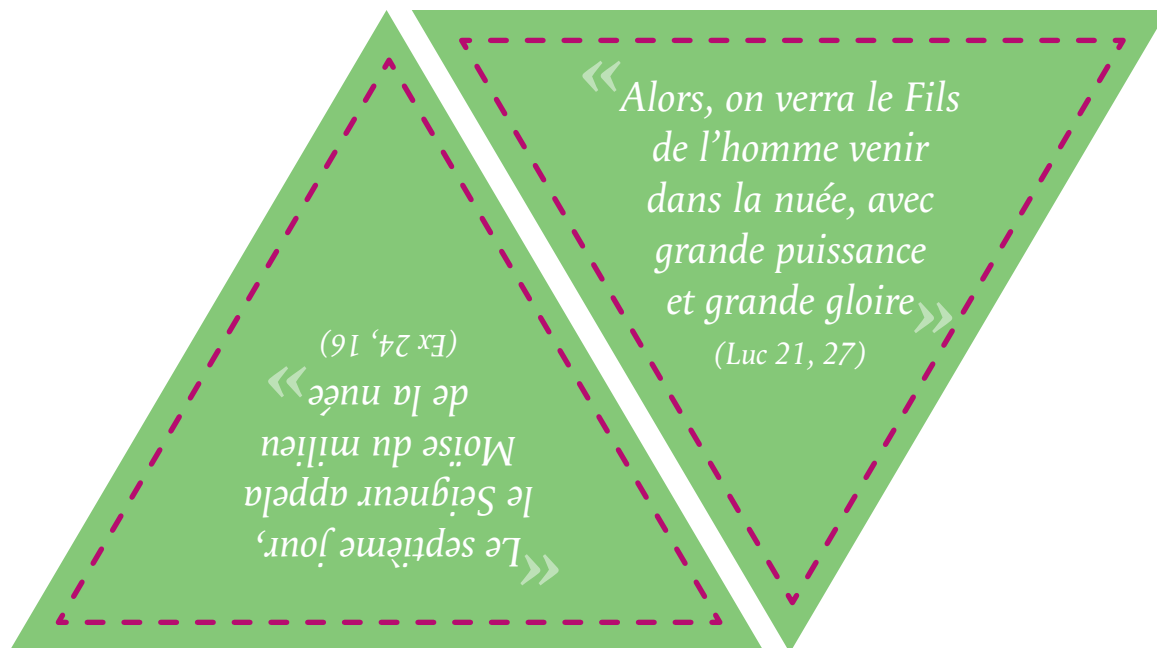 « Alors, on verra le Fils
de l’homme venir
dans la nuée, avec
grande puissance
et grande gloire »
(Luc 21, 27)
« Le septième jour,
le Seigneur appela
Moïse du milieu
de la nuée »
(Ex 24, 16)